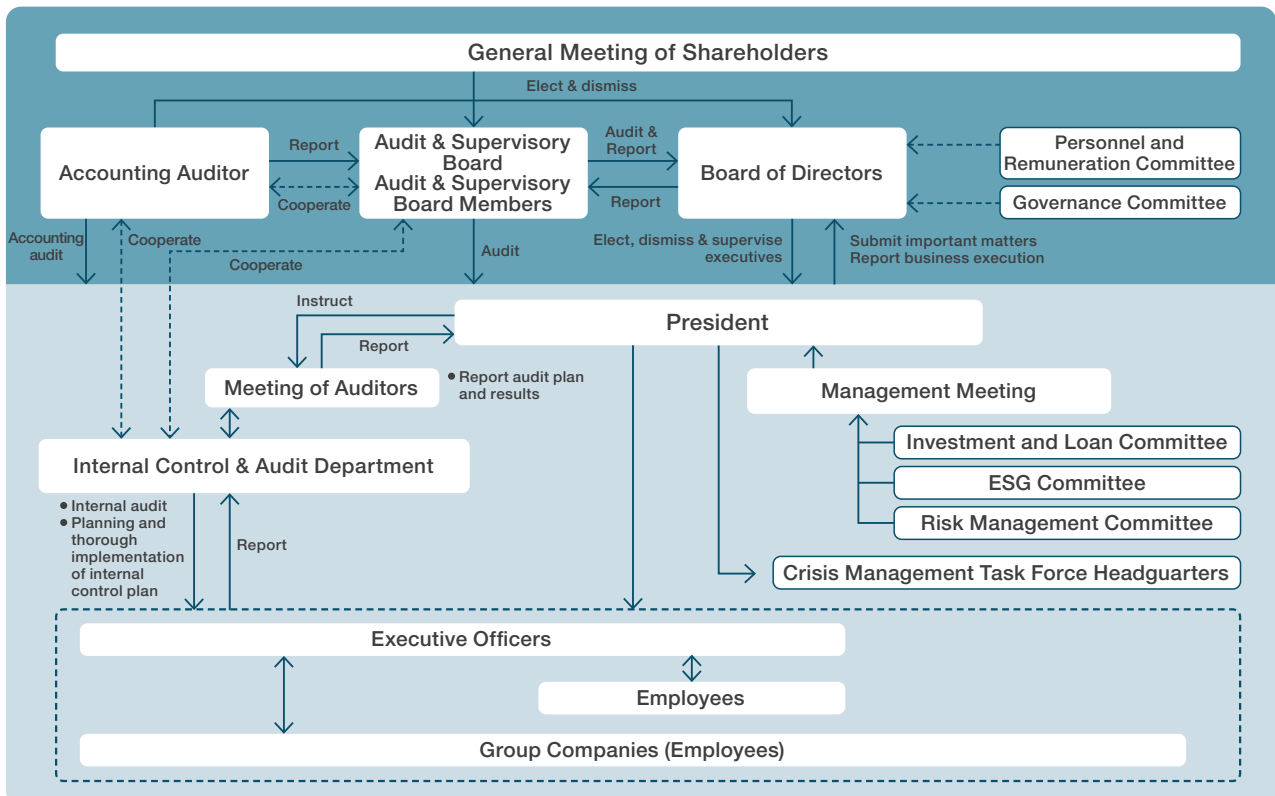 General Meeting of Shareholders
Elect & dismiss
Accounting Auditor
Report
Cooperate
Audit & Supervisory
Board
Audit & Supervisory
Board Members
Audit &
Report
Report
Board of Directors
Personnel and
Remuneration Committee
Governance Committee
Accounting
audit
Cooperate
Cooperate
Audit
Elect, dismiss & supervise
executives
Submit important matters
Report business execution
Instruct
Report
President
Meeting of Auditors
● Report audit plan
and results
Management Meeting
Investment and Loan Committee
ESG Committee
Risk Management Committee
Internal Control & Audit Department
● Internal audit
● Planning and
thorough
implementation
of internal
control plan
Report
Crisis Management Task Force Headguarters
Executive Officers
Employees
Group Companies (Employees)